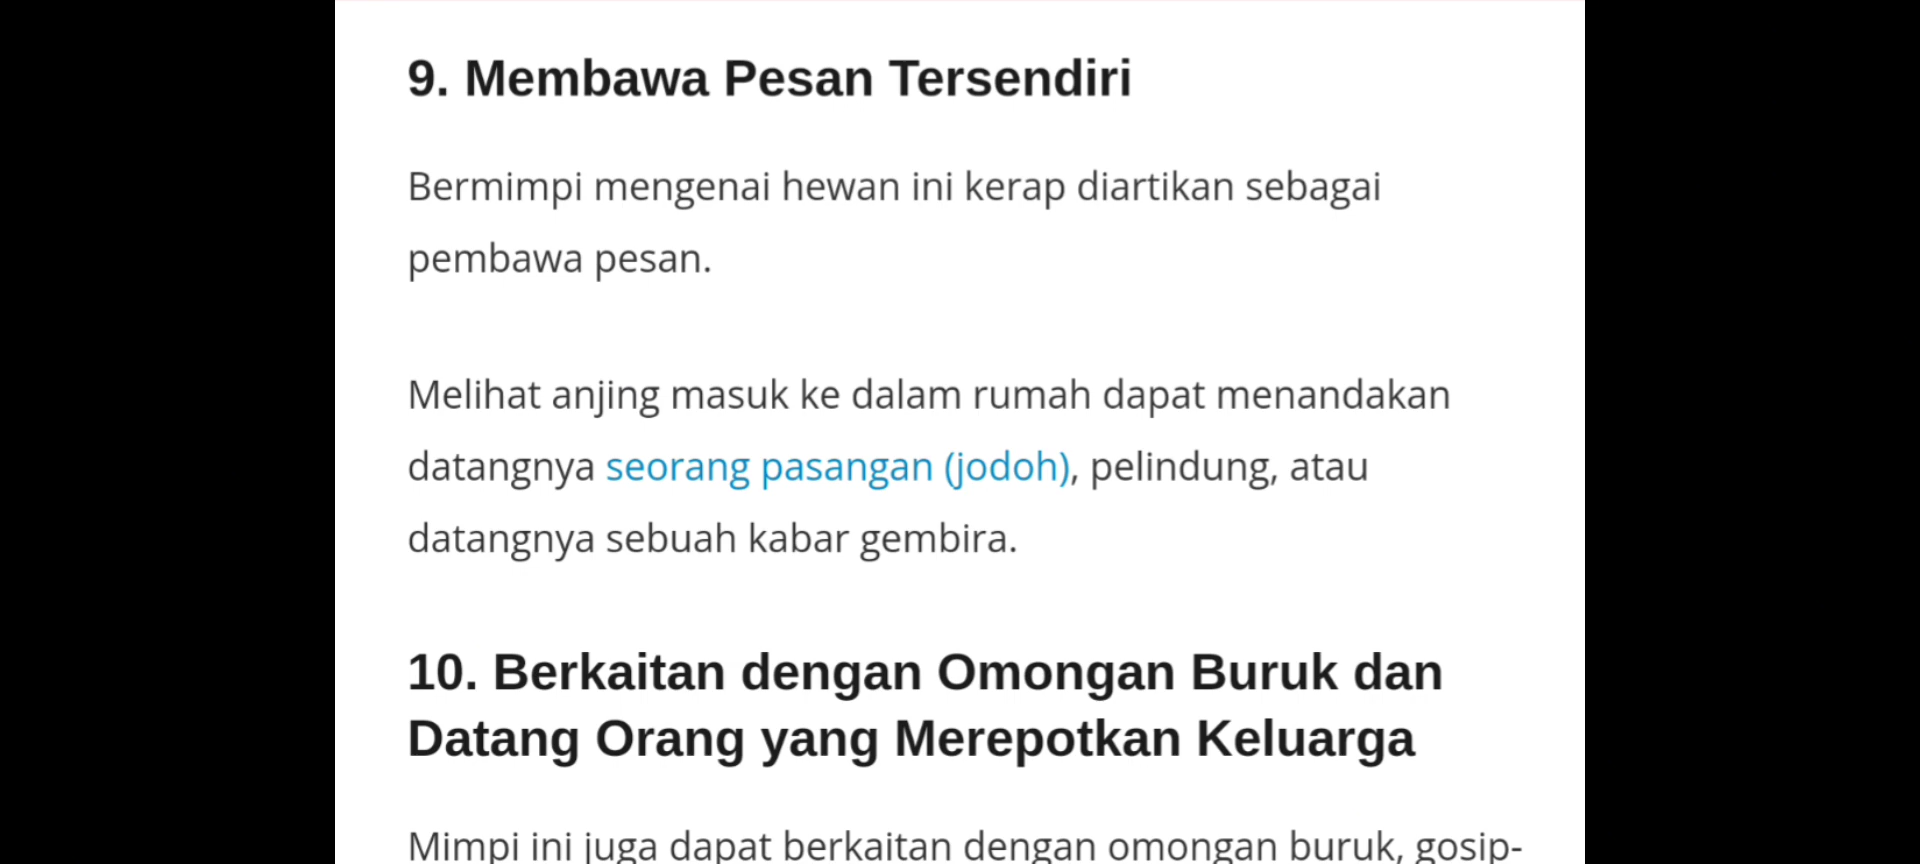 9. Membawa Pesan Tersendiri
Bermimpi mengenai hewan ini kerap diartikan sebagai
pembawa pesan.
Melihat anjing masuk ke dalam rumah dapat menandakan
datangnya seorang pasangan (jodoh), pelindung, atau
datangnya sebuah kabar gembira.
10. Berkaitan dengan Omongan Buruk dan
Datang Orang yang Merepotkan Keluarga
Mimpi ini juga dapat berkaitan dengan omongan buruk, gosip-